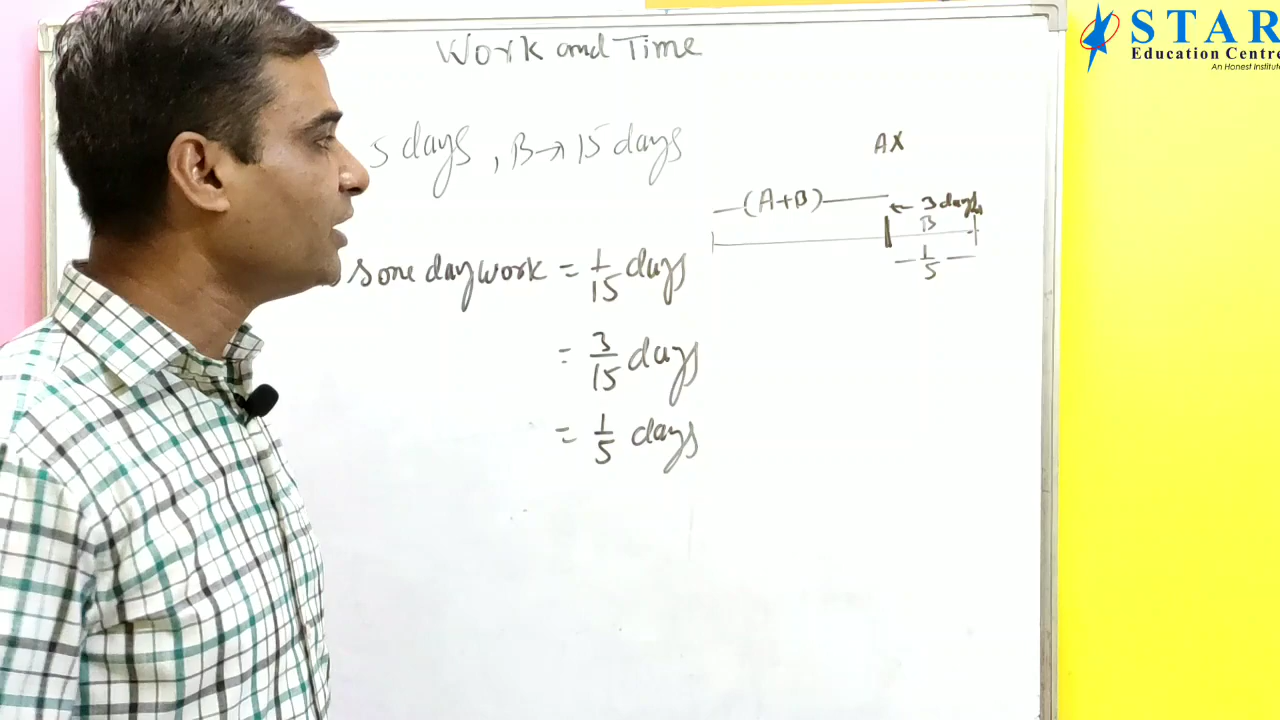 Work and Time
STAR
Education Centre
An Honest Institute
5 days, B→ 15 days
AX
(A+B)
← 3 days
B
1/5
s one day work = 1/15 days
= 3/15 days
= 1/5 days